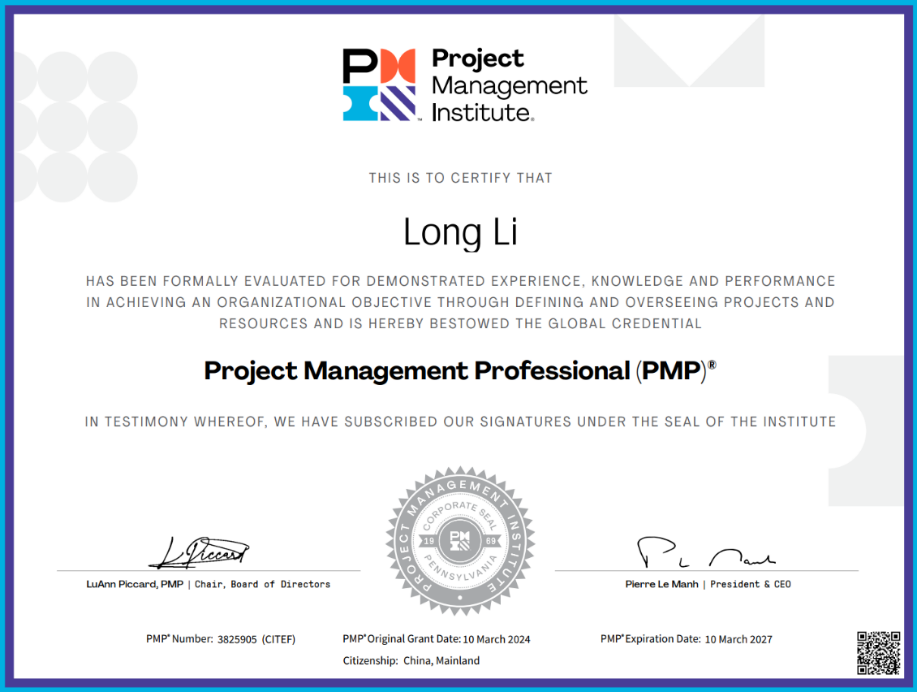 PM
Project
Management
Institute®
THIS IS TO CERTIFY THAT
Long Li
HAS BEEN FORMALLY EVALUATED FOR DEMONSTRATED EXPERIENCE, KNOWLEDGE AND PERFORMANCE
IN ACHIEVING AN ORGANIZATIONAL OBJECTIVE THROUGH DEFINING AND OVERSEEING PROJECTS AND
RESOURCES AND IS HEREBY BESTOWED THE GLOBAL CREDENTIAL
Project Management Professional (PMP)®
IN TESTIMONY WHEREOF, WE HAVE SUBSCRIBED OUR SIGNATURES UNDER THE SEAL OF THE INSTITUTE
PROJECT MANAGEMENT INSTITUTE
CORPORATE SEAL
19 69
PENNSYLVANIA
L Piccard
P Le Manh
LuAnn Piccard, PMP | Chair, Board of Directors
Pierre Le Manh | President & CEO
PMP® Number: 3825905 (CITEF)
PMP® Original Grant Date: 10 March 2024
PMP® Expiration Date: 10 March 2027
Citizenship: China, Mainland